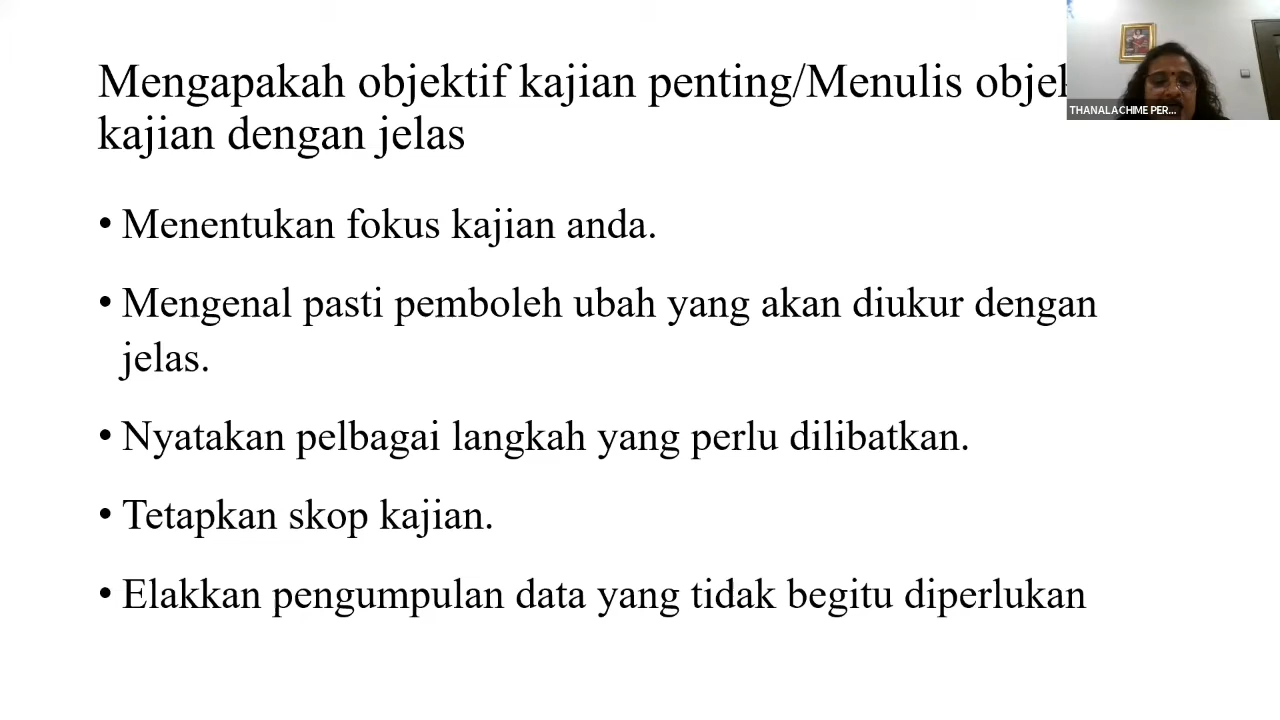 Mengapakah objektif kajian penting/Menulis objek
kajian dengan jelas
• Menentukan fokus kajian anda.
• Mengenal pasti pemboleh ubah yang akan diukur dengan
jelas.
• Nyatakan pelbagai langkah yang perlu dilibatkan.
• Tetapkan skop kajian.
• Elakkan pengumpulan data yang tidak begitu diperlukan
THANALACHIME PER...